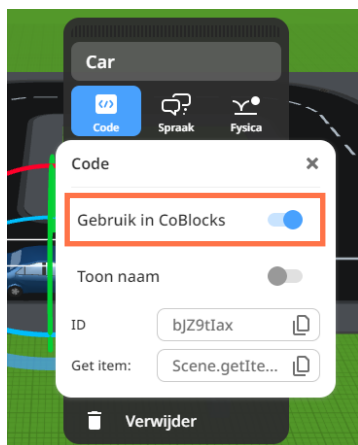 Car
Code
Spraak
Fysica
Code
Gebruik in CoBlocks
Toon naam
ID
bJZ9tIax
Get item:
Scene.getIte...
Verwijder